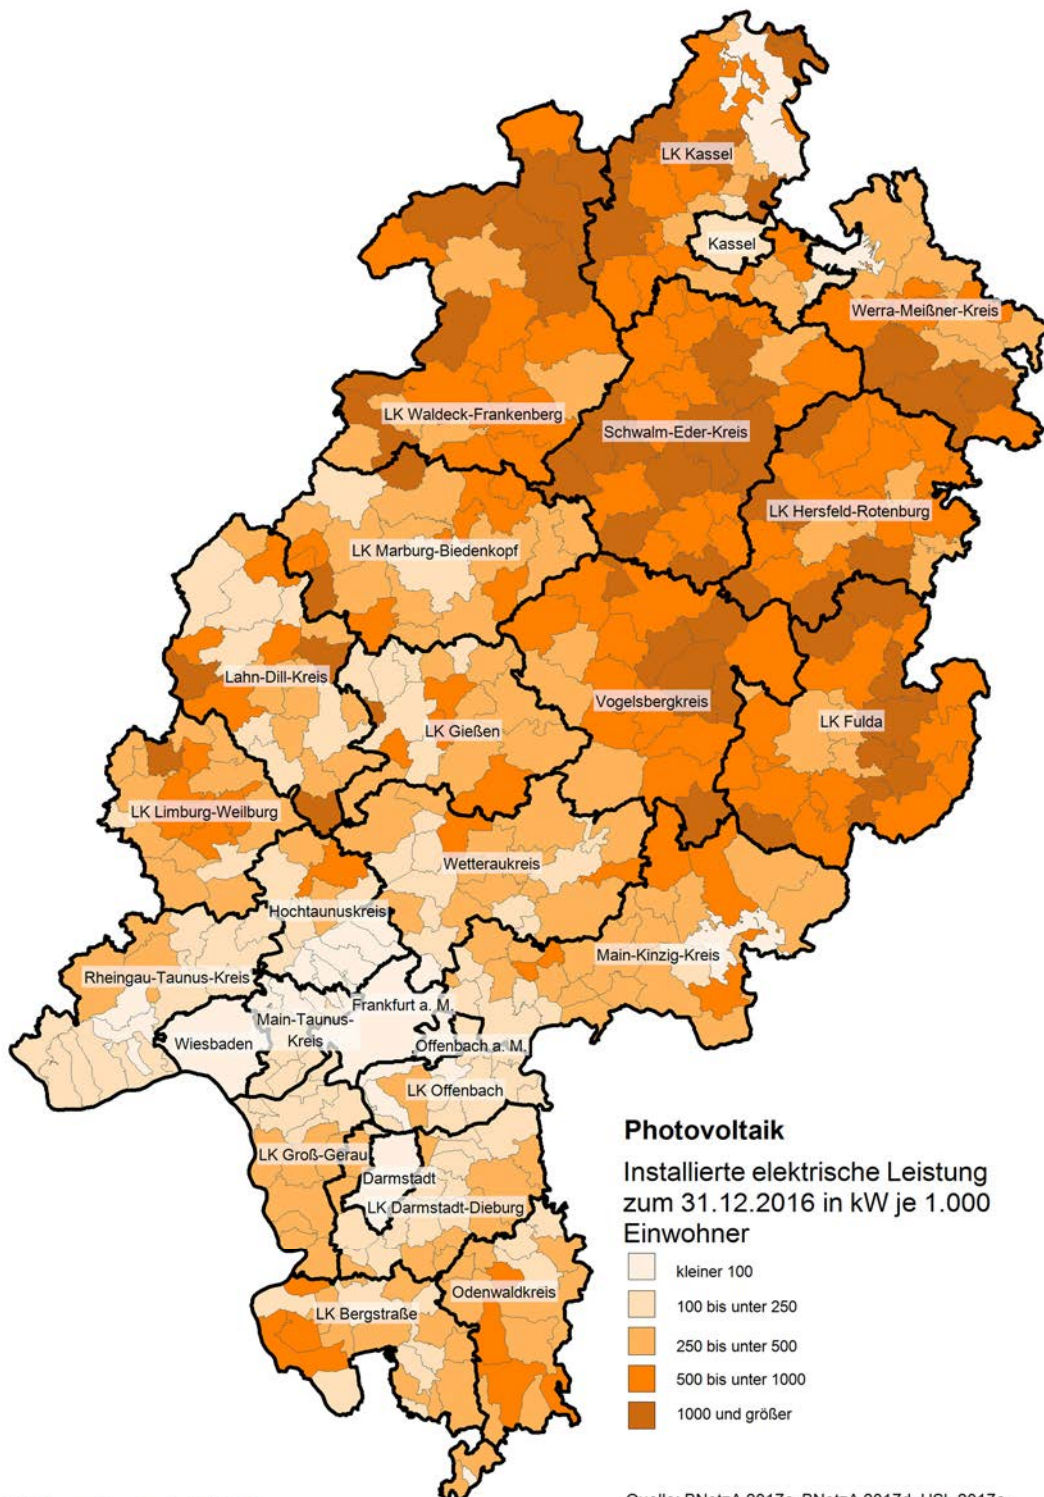 LK Kassel
Kassel
Werra-Meißner-Kreis
LK Waldeck-Frankenberg
Schwalm-Eder-Kreis
LK Hersfeld-Rotenburg
LK Marburg-Biedenkopf
Lahn-Dill-Kreis
Vogelsbergkreis
LK Fulda
LK Gießen
LK Limburg-Weilburg
Wetteraukreis
Hochtaunuskreis
Main-Kinzig-Kreis
Rheingau-Taunus-Kreis
Frankfurt a. M.
Main-Taunus-
Kreis
Wiesbaden
Offenbach a. M.
LK Offenbach
LK Groß-Gerau
Darmstadt
LK Darmstadt-Dieburg
Odenwaldkreis
LK Bergstraße
Photovoltaik
Installierte elektrische Leistung
zum 31.12.2016 in kW je 1.000
Einwohner
kleiner 100
100 bis unter 250
250 bis unter 500
500 bis unter 1000
1000 und größer